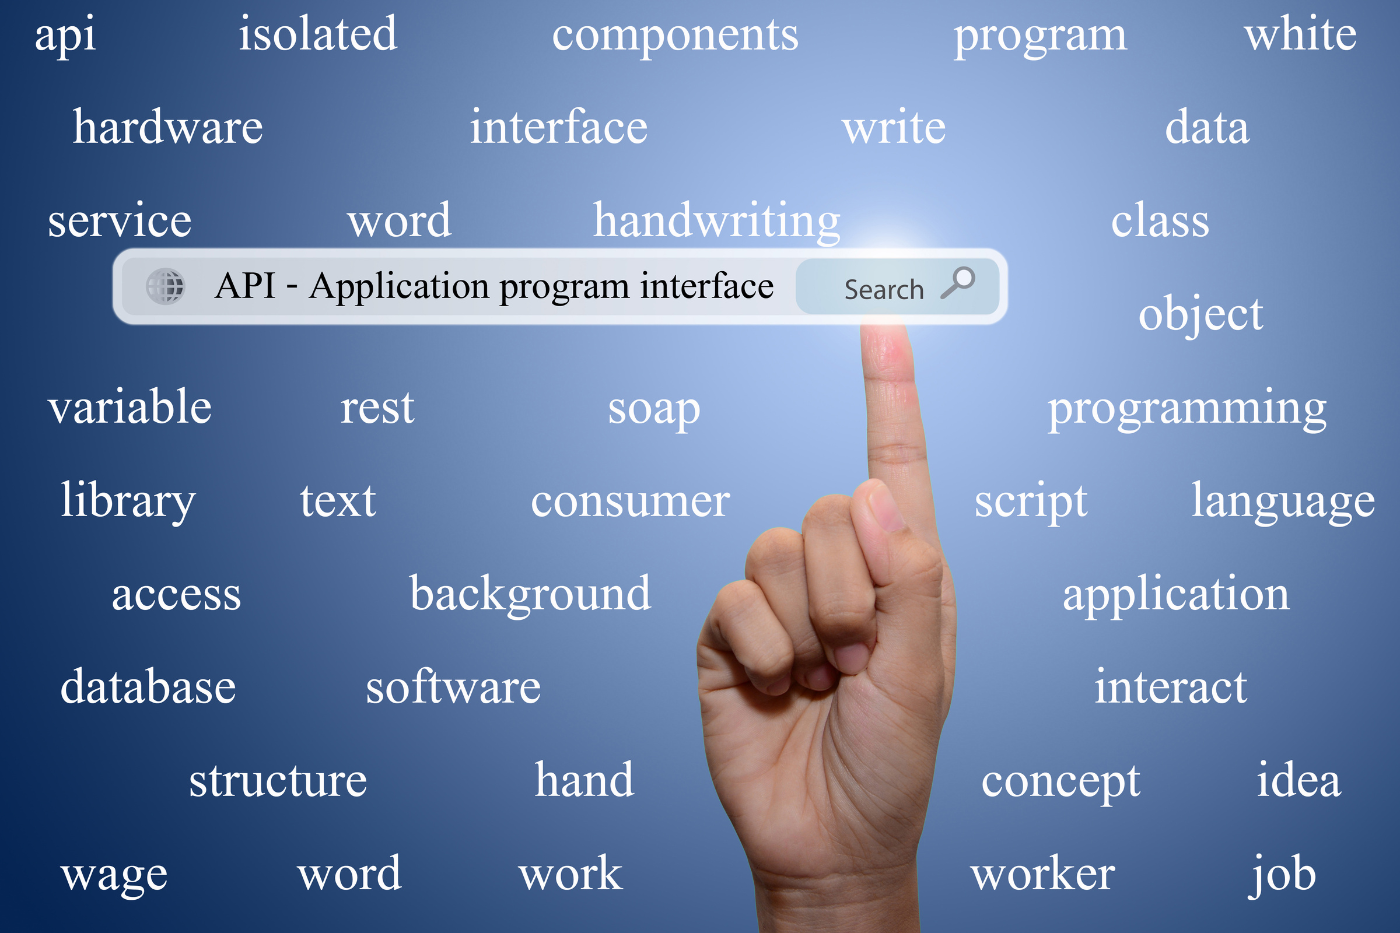 api isolated components program white
hardware interface write data
service word handwriting class
API - Application program interface Search
object
variable rest soap programming
library text consumer script language
access background application
database software interact
structure hand concept idea
wage word work worker job